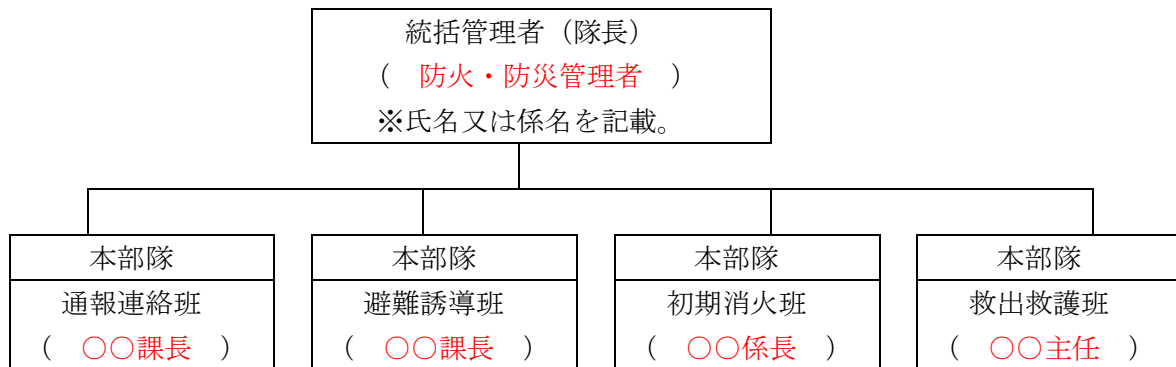 統括管理者（隊長）
（　防火・防災管理者　）
※氏名又は係名を記載。
本部隊
通報連絡班
（　○○課長　）
本部隊
避難誘導班
（　○○課長　）
本部隊
初期消火班
（　○○係長　）
本部隊
救出救護班
（　○○主任　）